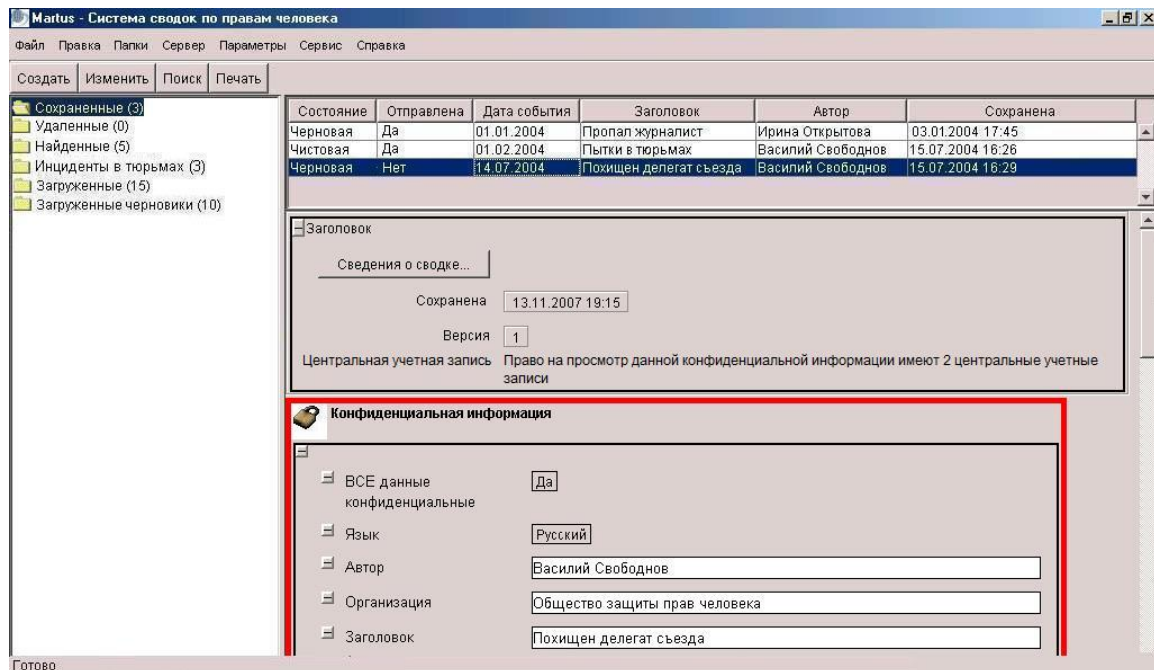 Martus - Система сводок по правам человека
Файл Правка Папки Сервер Параметры Сервис Справка
Создать Изменить Поиск Печать
Сохраненные (3)
Удаленные (0)
Найденные (5)
Инциденты в тюрьмах (3)
Загруженные (15)
Загруженные черновики (10)
Состояние Отправлена Дата события Заголовок Автор Сохранена
Черновая Да 01.01.2004 Пропал журналист Ирина Открытова 03.01.2004 17:45
Чистовая Да 01.02.2004 Пытки в тюрьмах Василий Свободнов 15.07.2004 16:26
Черновая Нет 14.07.2004 Похищен делегат съезда Василий Свободнов 15.07.2004 16:29
Заголовок
Сведения о сводке...
Сохранена 13.11.2007 19:15
Версия 1
Центральная учетная запись Право на просмотр данной конфиденциальной информации имеют 2 центральные учетные
записи
Конфиденциальная информация
ВСЕ данные Да
конфиденциальные
Язык Русский
Автор Василий Свободнов
Организация Общество защиты прав человека
Заголовок Похищен делегат съезда
Готово